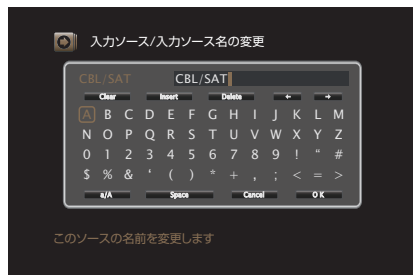 入力ソース/入力ソース名の変更
CBL/SAT CBL/SAT
Clear Insert Delete ← →
A B C D E F G H I J K L M
N O P Q R S T U V W X Y Z
0 1 2 3 4 5 6 7 8 9 ! “ #
$ % & ‘ ( ) * + , ; < = >
a/A Space Cancel OK
このソースの名前を変更します